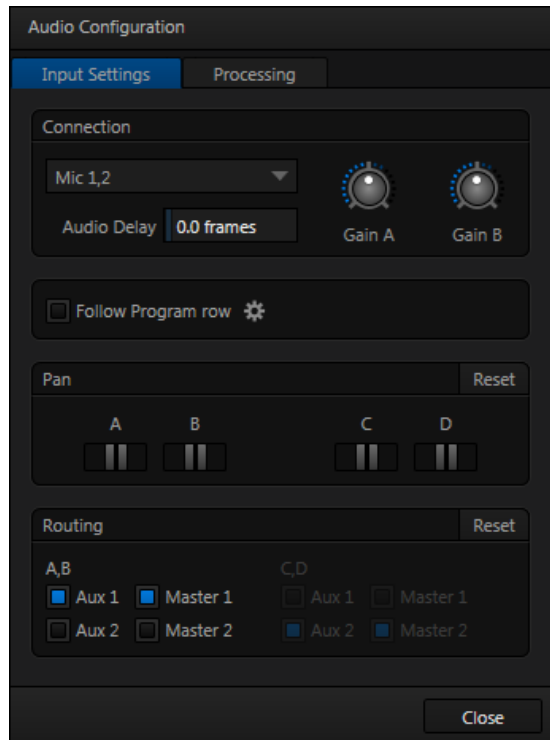 Audio Configuration
Input Settings Processing
Connection
Mic 1,2
Audio Delay 0.0 frames Gain A Gain B
Follow Program row
Pan Reset
A B C D
Routing Reset
A,B C,D
Aux 1 Master 1 Aux 1 Master 1
Aux 2 Master 2 Aux 2 Master 2
Close